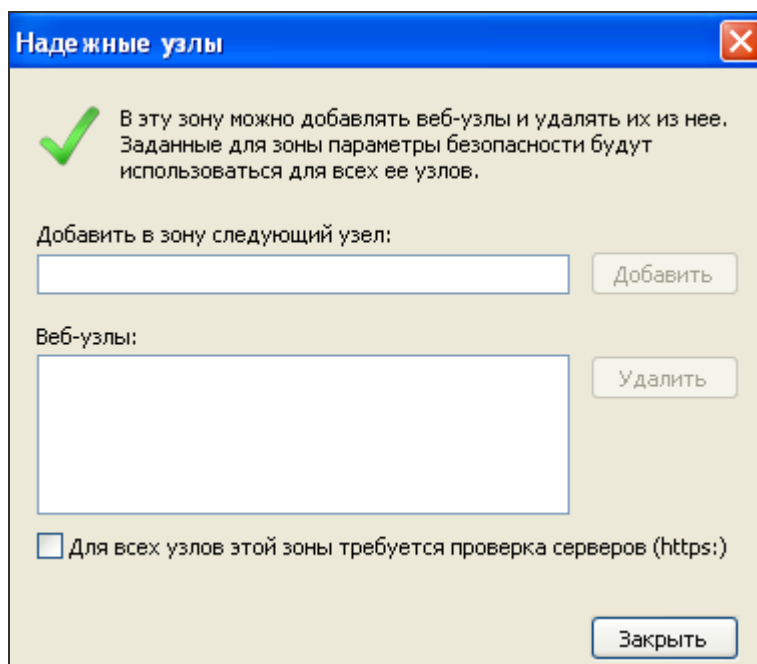 Надежные узлы
В эту зону можно добавлять веб-узлы и удалять их из нее.
Заданные для зоны параметры безопасности будут
использоваться для всех ее узлов.
Добавить в зону следующий узел:
Добавить
Веб-узлы:
Удалить
Для всех узлов этой зоны требуется проверка серверов (https:)
Закрыть